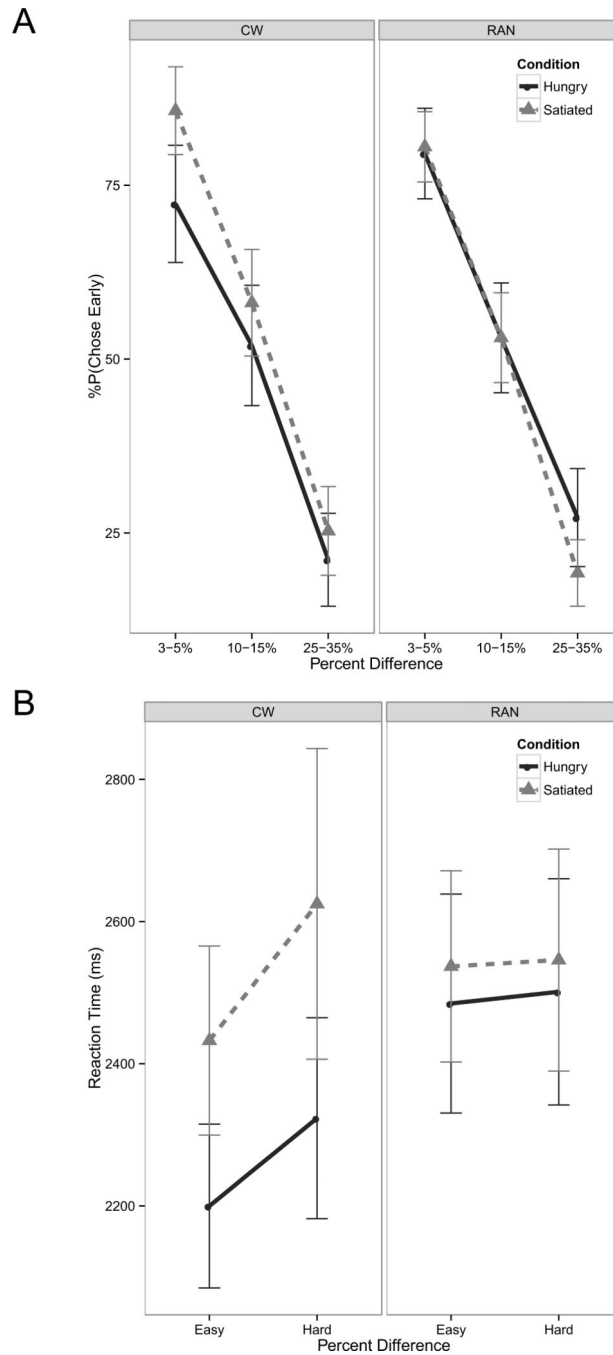 A
CW
RAN
Condition
Hungry
Satiated
75
50
25
%P(Chose Early)
3−5%
10−15%
25−35%
3−5%
10−15%
25−35%
Percent Difference
B
CW
RAN
Condition
Hungry
Satiated
2800
2600
2400
2200
Reaction Time (ms)
Easy
Hard
Easy
Hard
Percent Difference